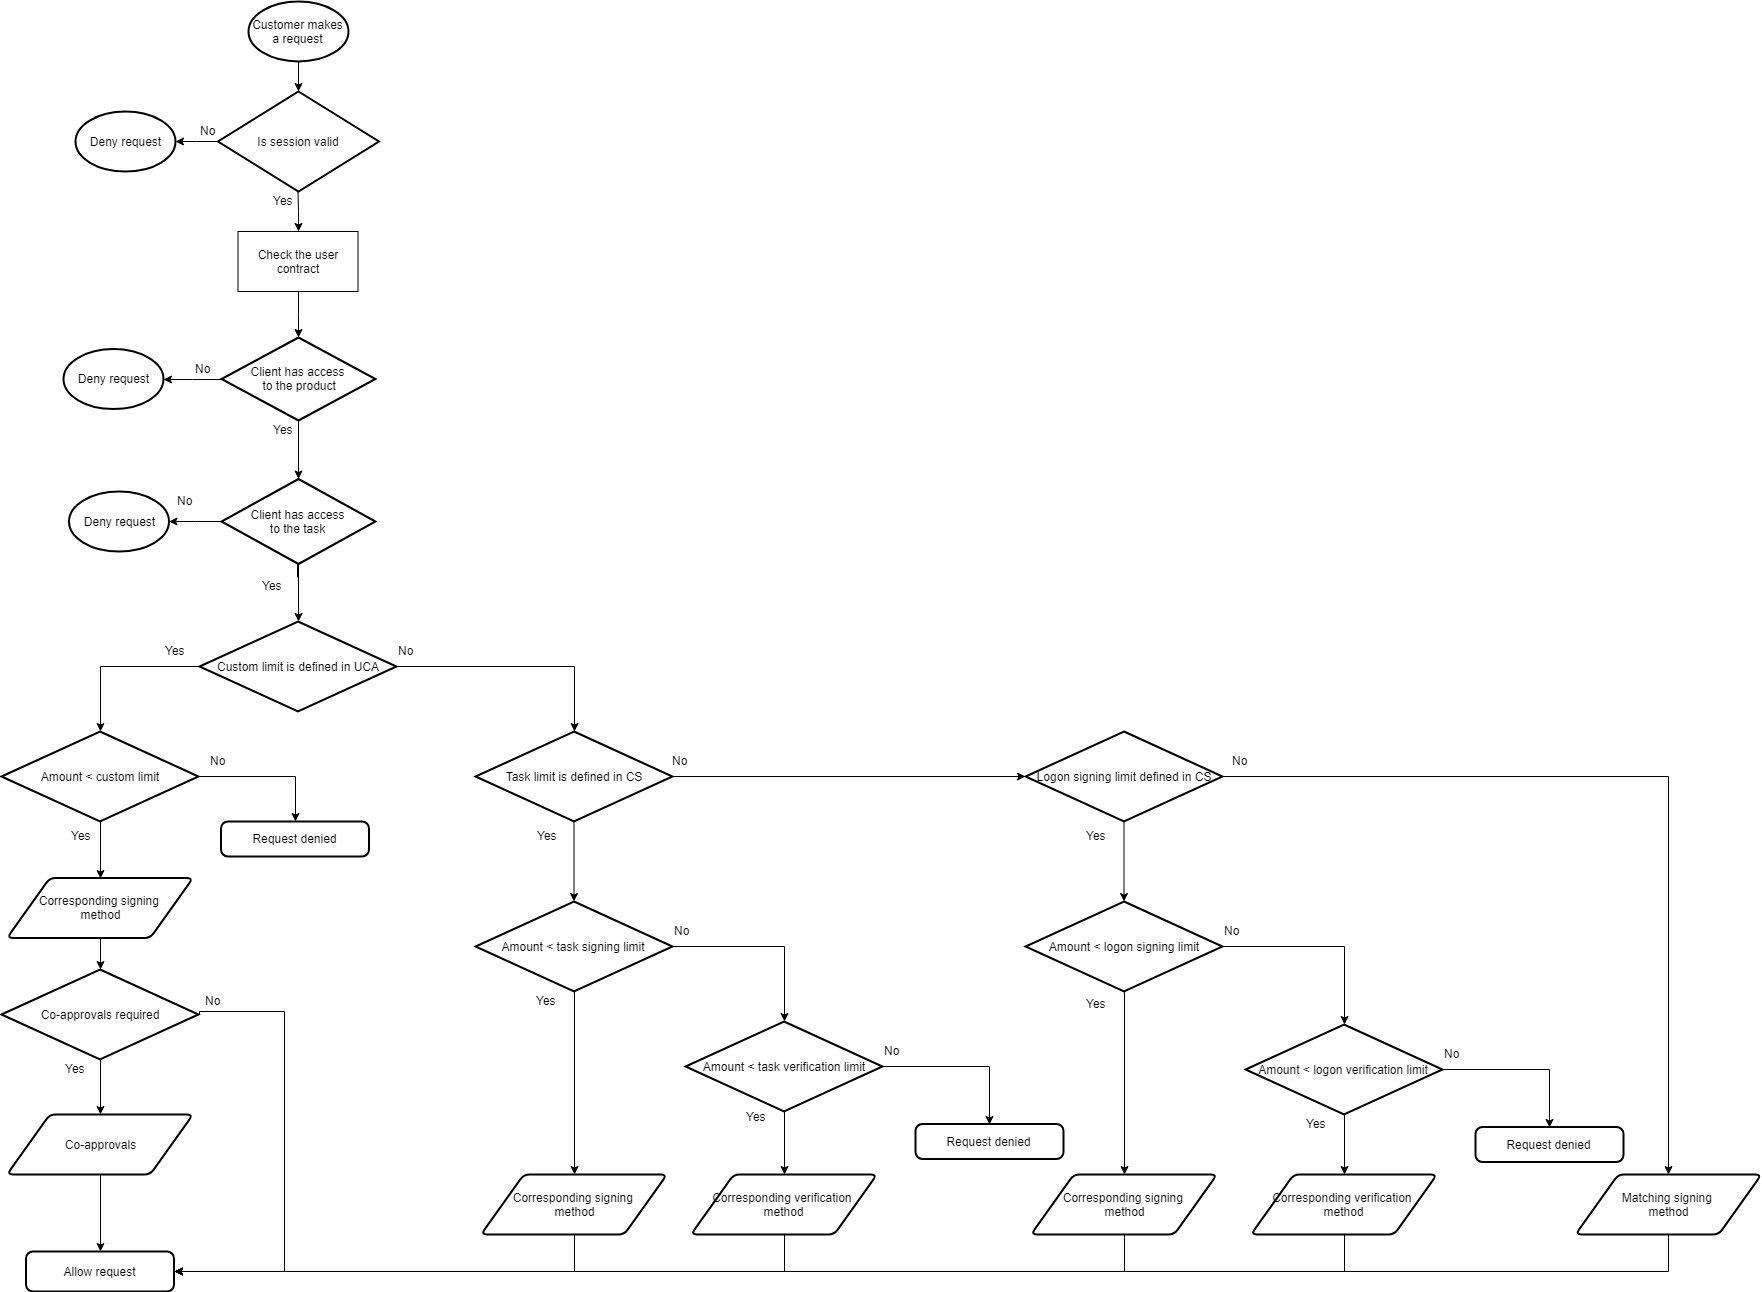 Customer makes
a request
No
Deny request
Is session valid
Yes
Check the user
contract
No
Deny request
Client has access
to the product
Yes
No
Deny request
Client has access
to the task
Yes
Yes
Custom limit is defined in UCA
No
Amount < custom limit
No
Request denied
Yes
Corresponding signing
method
Co-approvals required
No
Yes
Co-approvals
Allow request
Task limit is defined in CS
No
Yes
Amount < task signing limit
No
Yes
Amount < task verification limit
No
Yes
Request denied
Corresponding signing
method
Corresponding verification
method
Logon signing limit defined in CS
No
Yes
Amount < logon signing limit
No
Yes
Amount < logon verification limit
No
Yes
Request denied
Corresponding signing
method
Corresponding verification
method
Matching signing
method